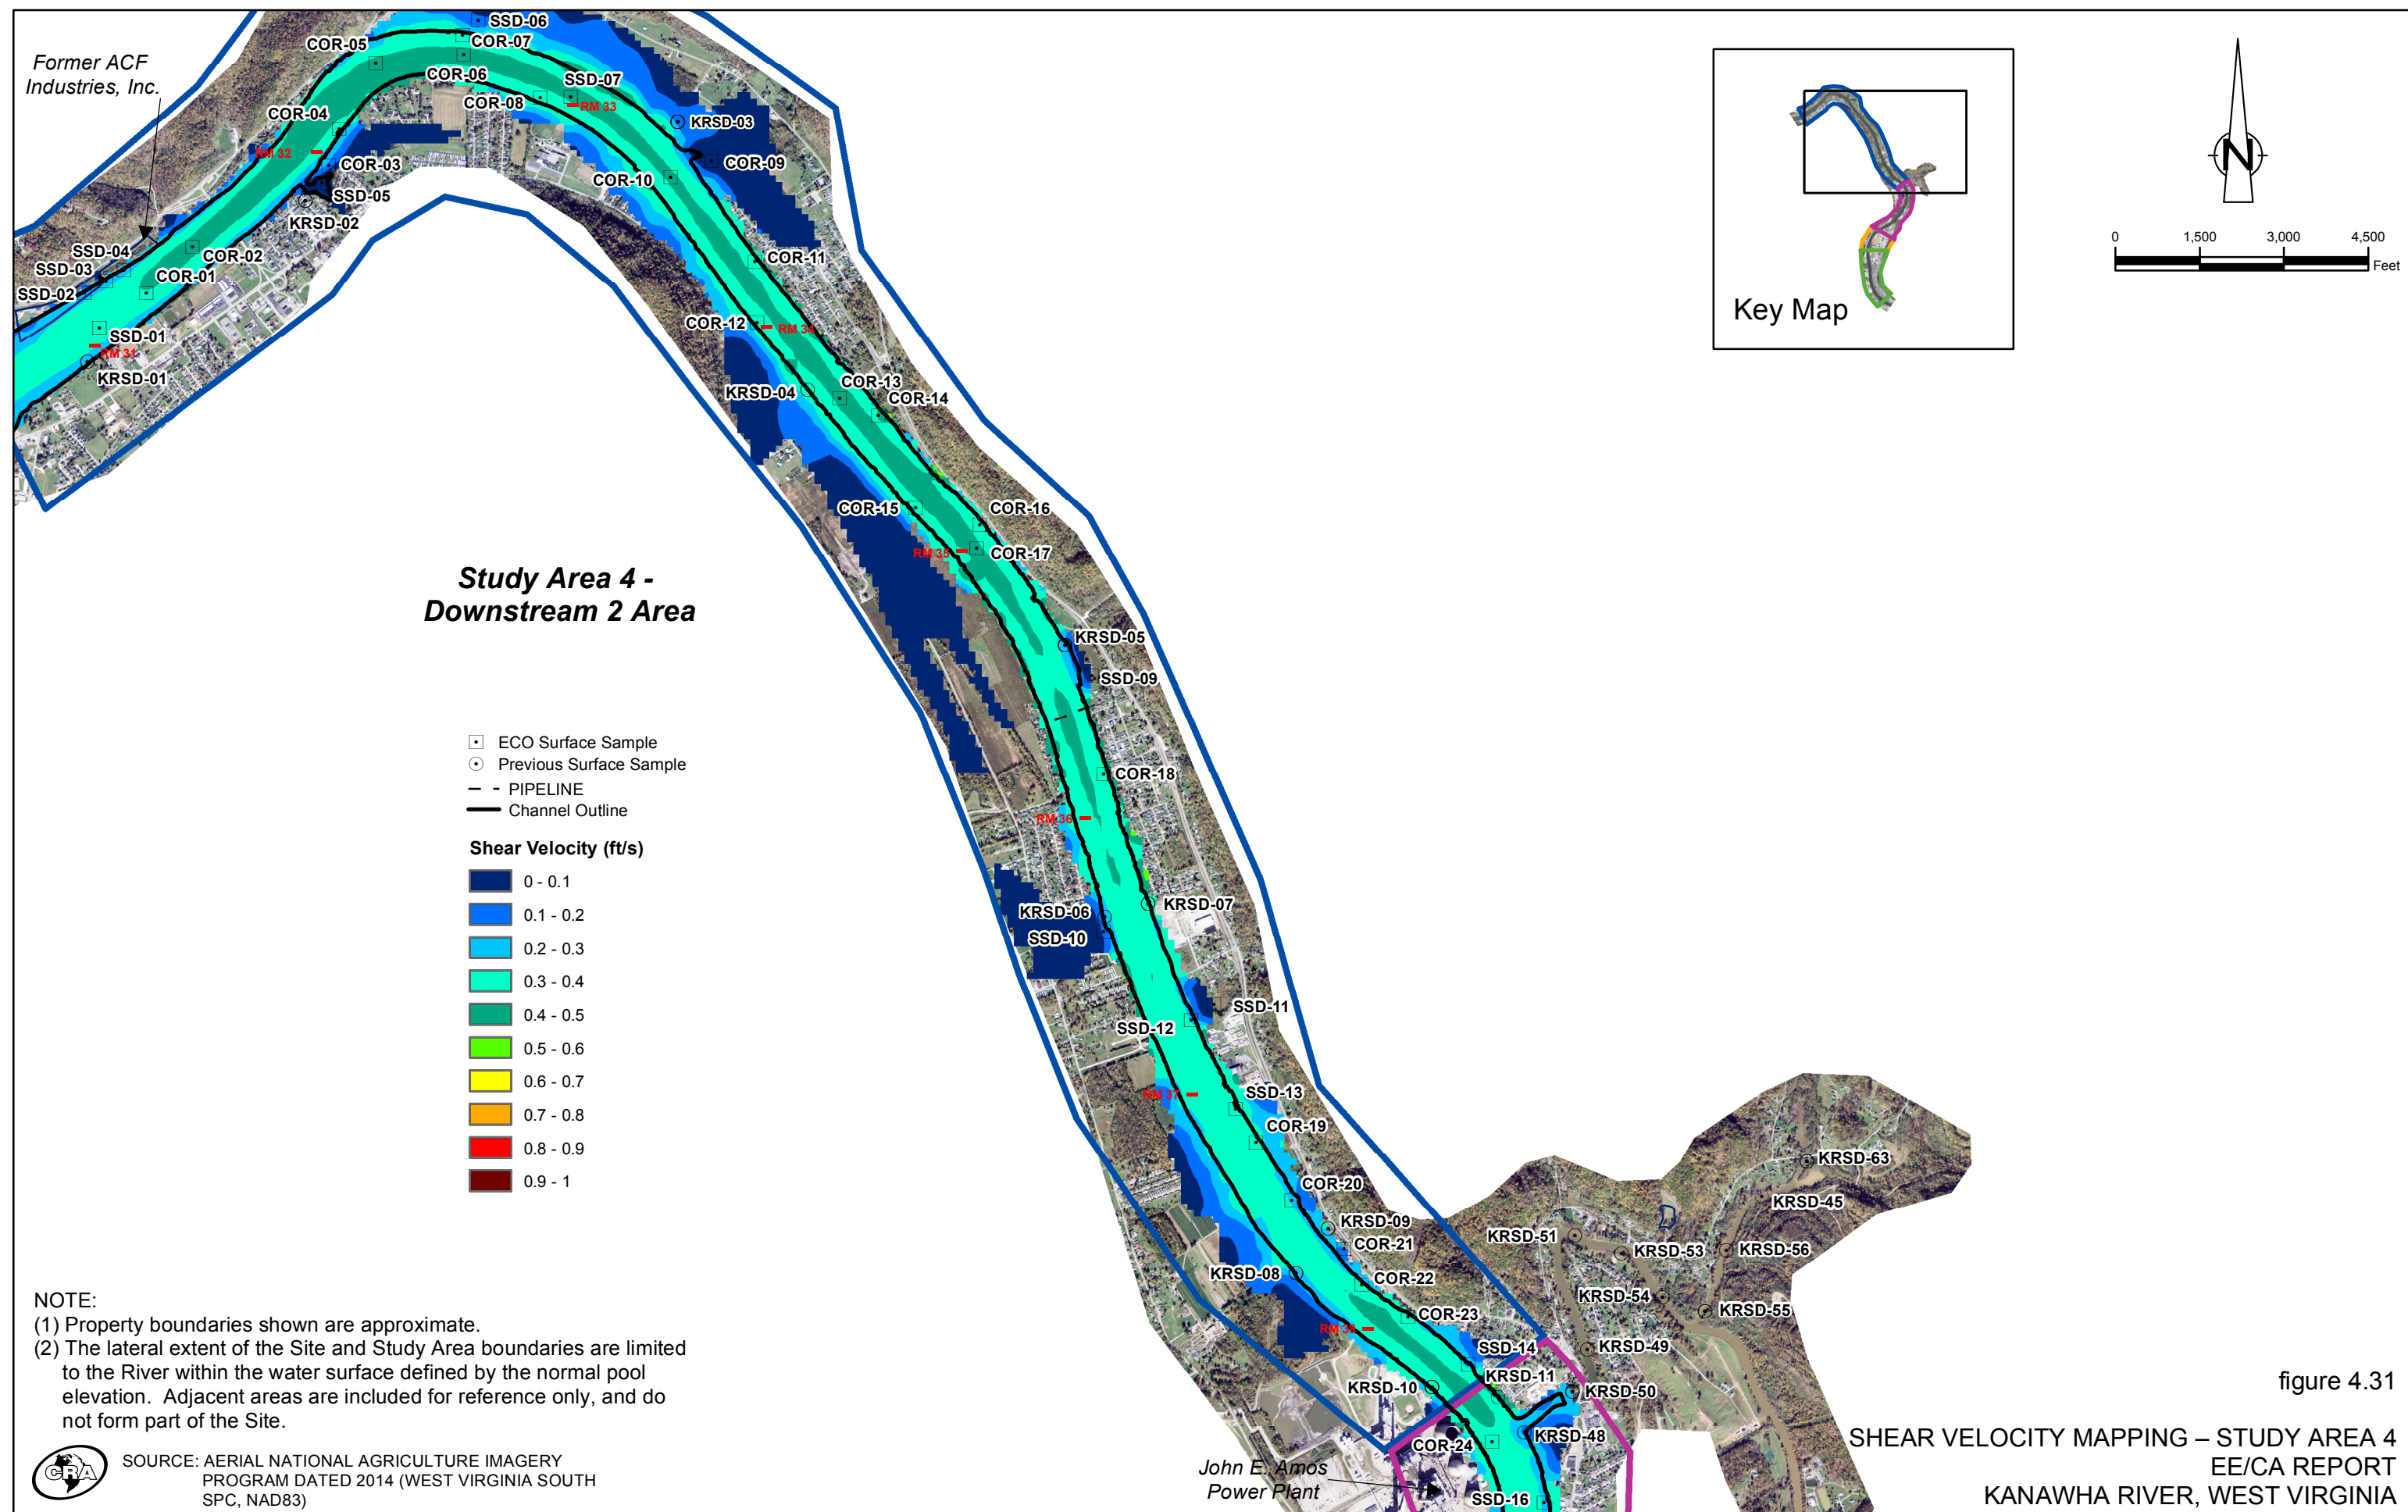 Former ACF
Industries, Inc.
SSD-06
COR-05
COR-07
COR-06
SSD-07
COR-08
RM 33
COR-04
KRSD-03
RM 32
COR-03
COR-09
SSD-05
COR-10
KRSD-02
SSD-04
COR-02
SSD-03
COR-01
COR-11
SSD-02
COR-12
RM 34
SSD-01
RM 31
KRSD-01
COR-13
KRSD-04
COR-14
COR-15
COR-16
RM 35
COR-17
KRSD-05
SSD-09
COR-18
RM 36
KRSD-06
KRSD-07
SSD-10
SSD-11
SSD-12
RM 37
SSD-13
COR-19
COR-20
KRSD-09
COR-21
KRSD-08
COR-22
COR-23
RM 38
SSD-14
KRSD-11
KRSD-10
KRSD-50
KRSD-48
COR-24
SSD-16
KRSD-63
KRSD-45
KRSD-51
KRSD-53
KRSD-56
KRSD-54
KRSD-55
KRSD-49
John E. Amos
Power Plant
Key Map
N
0 1,500 3,000 4,500
Feet
Study Area 4 -
Downstream 2 Area
ECO Surface Sample
Previous Surface Sample
PIPELINE
Channel Outline
Shear Velocity (ft/s)
0 - 0.1
0.1 - 0.2
0.2 - 0.3
0.3 - 0.4
0.4 - 0.5
0.5 - 0.6
0.6 - 0.7
0.7 - 0.8
0.8 - 0.9
0.9 - 1
NOTE:
(1) Property boundaries shown are approximate.
(2) The lateral extent of the Site and Study Area boundaries are limited
to the River within the water surface defined by the normal pool
elevation. Adjacent areas are included for reference only, and do
not form part of the Site.
CRA
SOURCE: AERIAL NATIONAL AGRICULTURE IMAGERY
PROGRAM DATED 2014 (WEST VIRGINIA SOUTH
SPC, NAD83)
figure 4.31
SHEAR VELOCITY MAPPING – STUDY AREA 4
EE/CA REPORT
KANAWHA RIVER, WEST VIRGINIA